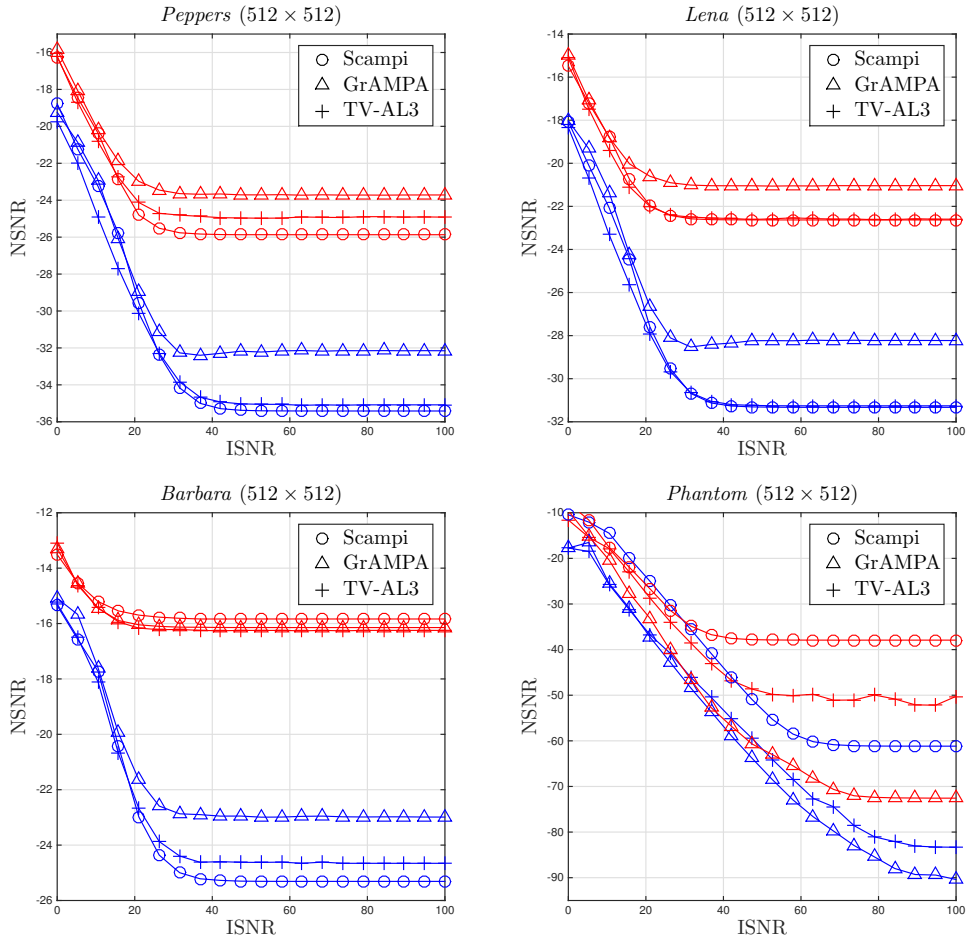 Peppers (512 × 512)
-16
-18
-20
-22
-24
-26
-28
-30
-32
-34
-36
NSNR
0
20
40
60
80
100
ISNR
Scampi
GrAMPA
TV-AL3
Lena (512 × 512)
-14
-16
-18
-20
-22
-24
-26
-28
-30
-32
NSNR
0
20
40
60
80
100
ISNR
Scampi
GrAMPA
TV-AL3
Barbara (512 × 512)
-12
-14
-16
-18
-20
-22
-24
-26
NSNR
0
20
40
60
80
100
ISNR
Scampi
GrAMPA
TV-AL3
Phantom (512 × 512)
-10
-20
-30
-40
-50
-60
-70
-80
-90
NSNR
0
20
40
60
80
100
ISNR
Scampi
GrAMPA
TV-AL3